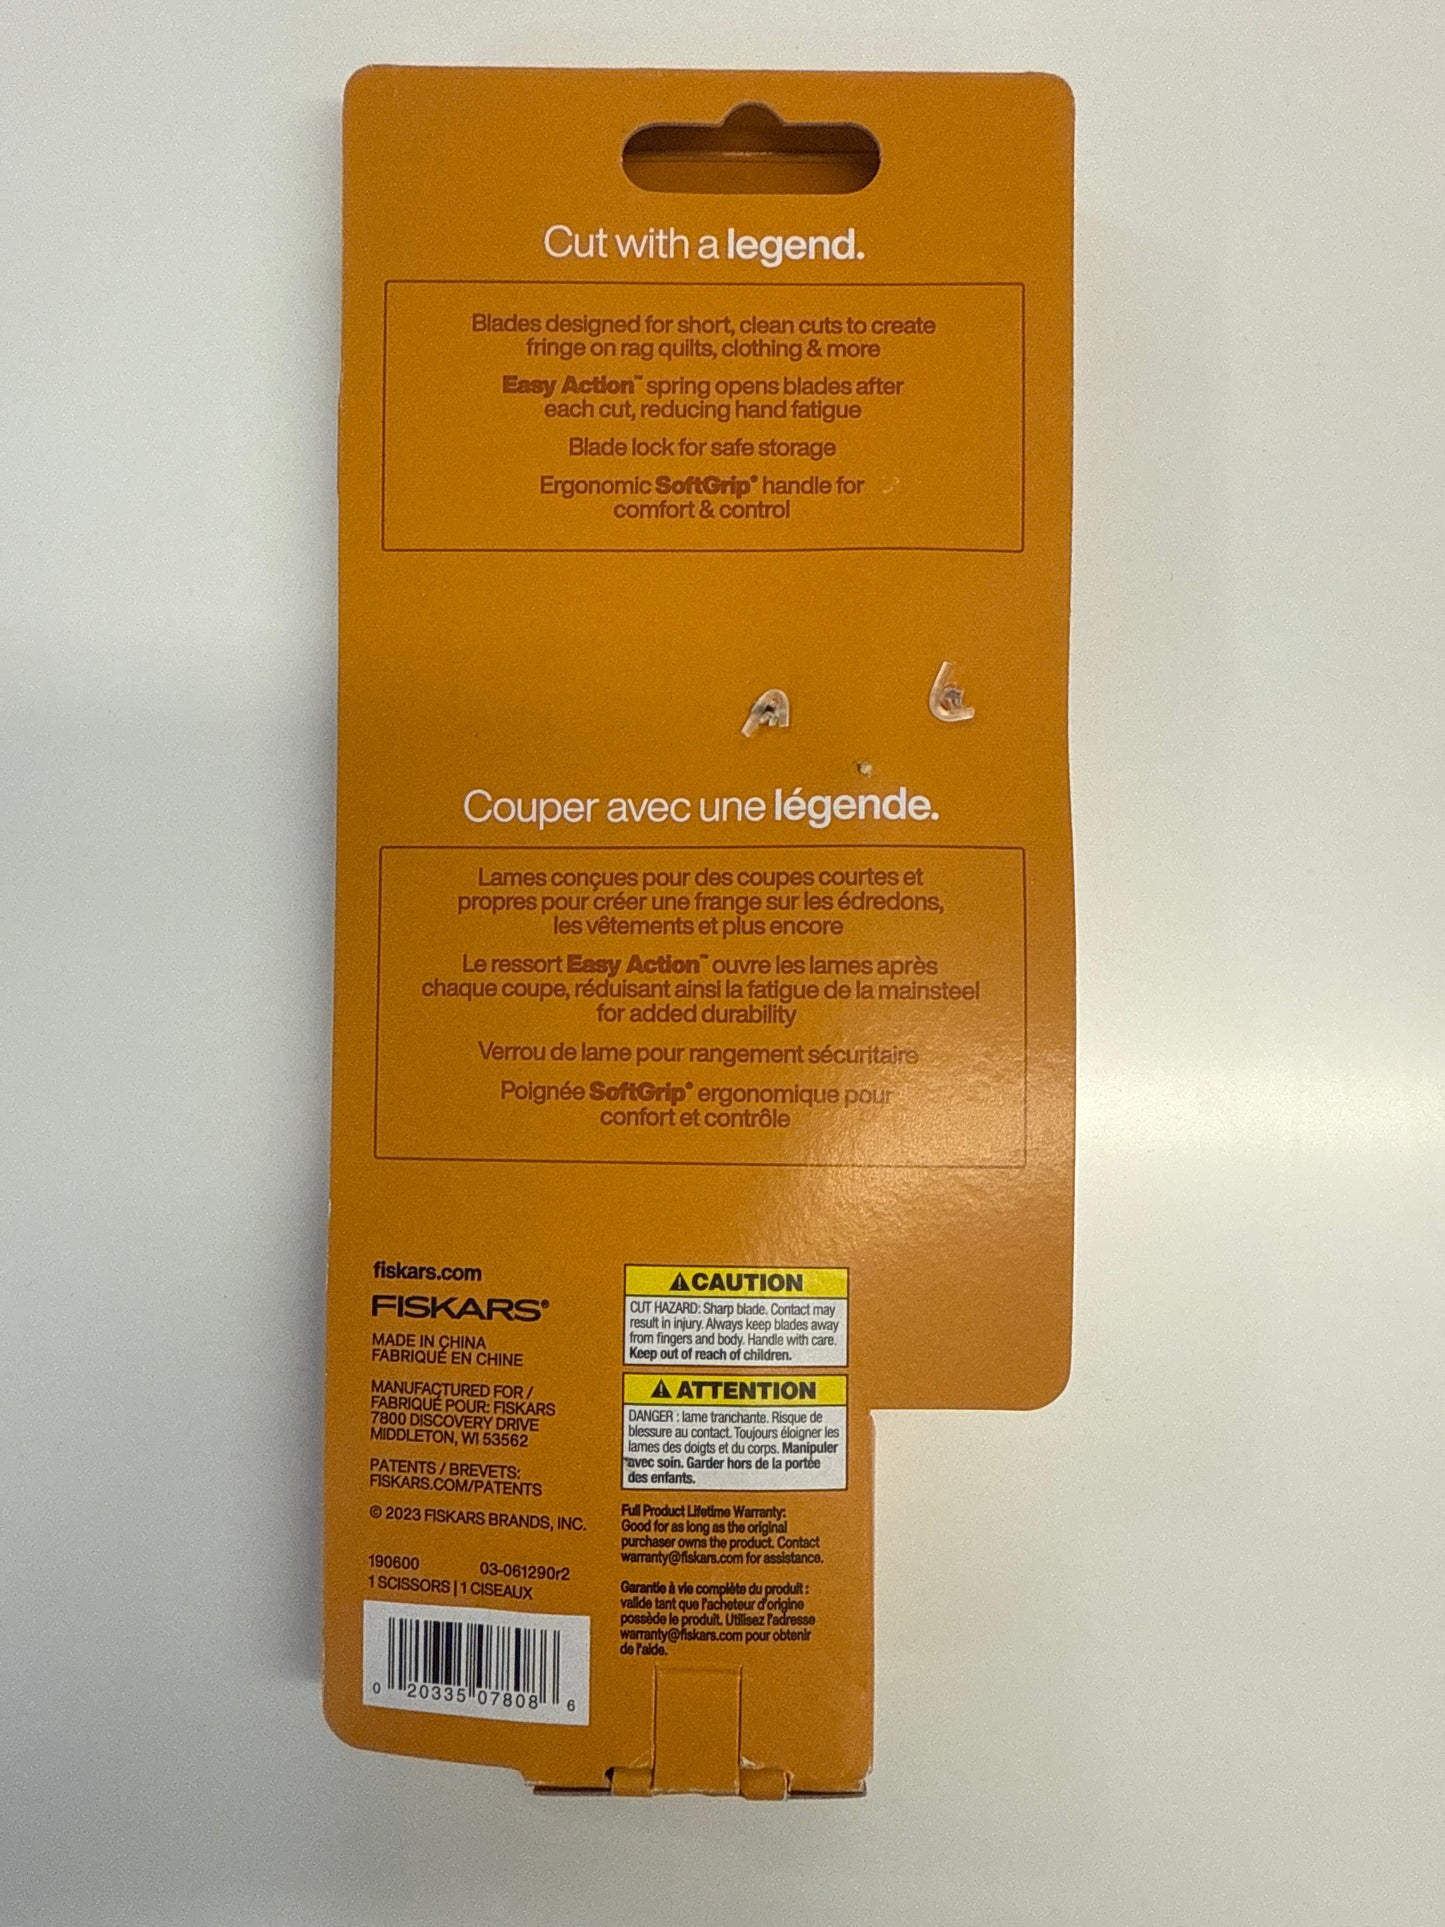 Cut with a legend.
Blades designed for short, clean cuts to create
fringe on rag quilts, clothing & more
Easy Action™ spring opens blades after
each cut, reducing hand fatigue
Blade lock for safe storage
Ergonomic SoftGrip® handle for
comfort & control
Couper avec une légende.
Lames conçues pour des coupes courtes et
propres pour créer une frange sur les édredons,
les vêtements et plus encore
Le ressort Easy Action™ ouvre les lames après
chaque coupe, réduisant ainsi la fatigue de la mainsteel
for added durability
Verrou de lame pour rangement sécuritaire
Poignée SoftGrip® ergonomique pour
confort et contrôle
fiskars.com
FISKARS®
MADE IN CHINA
FABRIQUÉ EN CHINE
MANUFACTURED FOR /
FABRIQUÉ POUR: FISKARS
7800 DISCOVERY DRIVE
MIDDLETON, WI 53562
PATENTS / BREVETS:
FISKARS.COM/PATENTS
© 2023 FISKARS BRANDS, INC.
190600 03-061290r2
1 SCISSORS | 1 CISEAUX
0 20335 07808 6
CAUTION
CUT HAZARD: Sharp blade. Contact may
result in injury. Always keep blades away
from fingers and body. Handle with care.
Keep out of reach of children.
ATTENTION
DANGER : lame tranchante. Risque de
blessure au contact. Toujours éloigner les
lames des doigts et du corps. Manipuler
avec soin. Garder hors de la portée
des enfants.
Full Product Lifetime Warranty:
Good for as long as the original
purchaser owns the product. Contact
warranty@fiskars.com for assistance.
Garantie à vie complète du produit :
valide tant que l'acheteur d'origine
possède le produit. Utilisez l'adresse
warranty@fiskars.com pour obtenir
de l'aide.